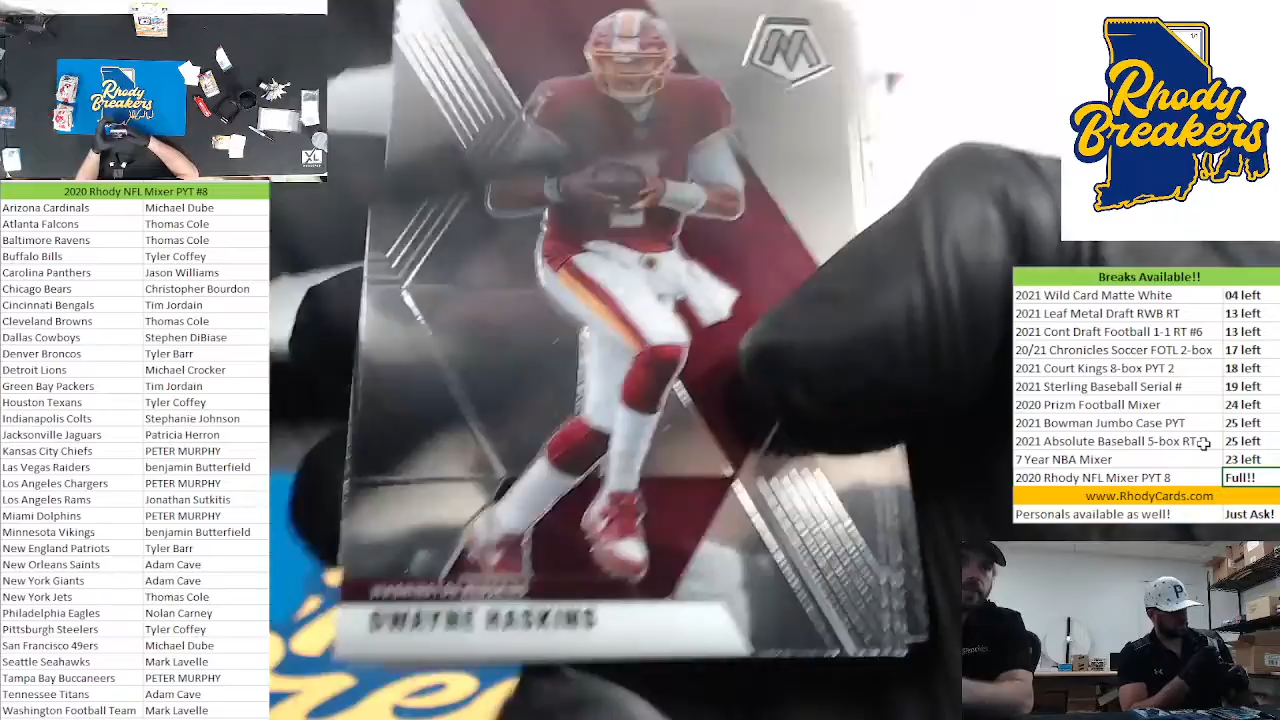 Rhody
Breakers
XL
2020 Rhody NFL Mixer PYT #8
Arizona Cardinals Michael Dube
Atlanta Falcons Thomas Cole
Baltimore Ravens Thomas Cole
Buffalo Bills Tyler Coffey
Carolina Panthers Jason Williams
Chicago Bears Christopher Bourdon
Cincinnati Bengals Tim Jordain
Cleveland Browns Thomas Cole
Dallas Cowboys Stephen DiBiase
Denver Broncos Tyler Barr
Detroit Lions Michael Crocker
Green Bay Packers Tim Jordain
Houston Texans Tyler Coffey
Indianapolis Colts Stephanie Johnson
Jacksonville Jaguars Patricia Herron
Kansas City Chiefs PETER MURPHY
Las Vegas Raiders benjamin Butterfield
Los Angeles Chargers PETER MURPHY
Los Angeles Rams Jonathan Sutkitis
Miami Dolphins PETER MURPHY
Minnesota Vikings benjamin Butterfield
New England Patriots Tyler Barr
New Orleans Saints Adam Cave
New York Giants Adam Cave
New York Jets Thomas Cole
Philadelphia Eagles Nolan Carney
Pittsburgh Steelers Tyler Coffey
San Francisco 49ers Michael Dube
Seattle Seahawks Mark Lavelle
Tampa Bay Buccaneers PETER MURPHY
Tennessee Titans Adam Cave
Washington Football Team Mark Lavelle
M
DWAYNE HASKINS
Rhody
Breakers
Breaks Available!!
2021 Wild Card Matte White 04 left
2021 Leaf Metal Draft RWB RT 13 left
2021 Cont Draft Football 1-1 RT #6 13 left
20/21 Chronicles Soccer FOTL 2-box 17 left
2021 Court Kings 8-box PYT 2 18 left
2021 Sterling Baseball Serial # 19 left
2020 Prizm Football Mixer 24 left
2021 Bowman Jumbo Case PYT 25 left
2021 Absolute Baseball 5-box RT 25 left
7 Year NBA Mixer 23 left
2020 Rhody NFL Mixer PYT 8 Full!!
www.RhodyCards.com
Personals available as well! Just Ask!
P